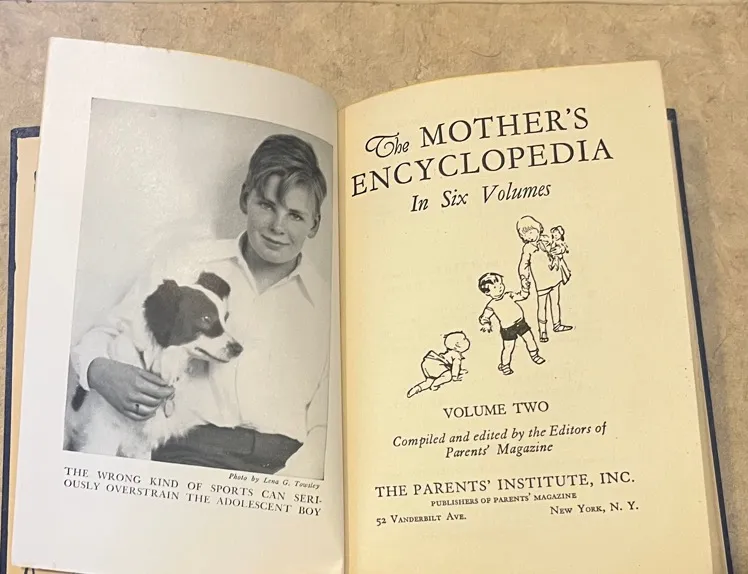 Photo by Lena G. Towsley
THE WRONG KIND OF SPORTS CAN SERI-
OUSLY OVERSTRAIN THE ADOLESCENT BOY
The MOTHER'S
ENCYCLOPEDIA
In Six Volumes
VOLUME TWO
Compiled and edited by the Editors of
Parents' Magazine
THE PARENTS' INSTITUTE, INC.
PUBLISHERS OF PARENTS' MAGAZINE
52 VANDERBILT AVE. NEW YORK, N. Y.